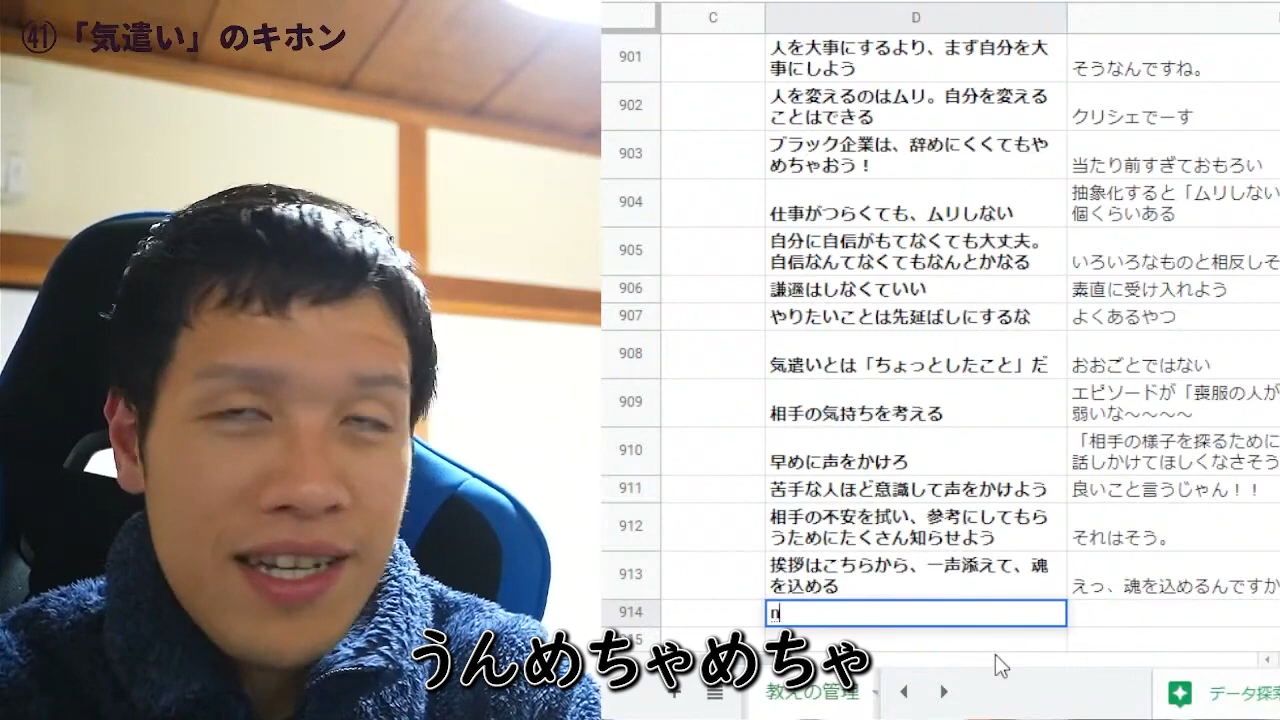 ㊶「気遣い」のキホン
C
D
901
人を大事にするより、まず自分を大
事にしよう
そうなんですね。
902
人を変えるのはムリ。自分を変える
ことはできる
クリシェでーす
903
ブラック企業は、辞めにくくてもや
めちゃおう！
当たり前すぎておもろい
904
仕事がつらくても、ムリしない
抽象化すると「ムリしない
個くらいある
905
自分に自信がもてなくても大丈夫。
自信なんてなくてもなんとかなる
いろいろなものと相反しそ
906
謙遜はしなくていい
素直に受け入れよう
907
やりたいことは先延ばしにするな
よくあるやつ
908
気遣いとは「ちょっとしたこと」だ
おおごとではない
909
相手の気持ちを考える
エピソードが「喪服の人が
弱いな～～～～
910
早めに声をかけろ
「相手の様子を探るために
話しかけてほしくなさそう
911
苦手な人ほど意識して声をかけよう
良いこと言うじゃん！！
912
相手の不安を拭い、参考にしてもら
うためにたくさん知らせよう
それはそう。
913
挨拶はこちらから、一声添えて、魂
を込める
えっ、魂を込めるんですか
914
n
うんめちゃめちゃ
教えの管理
データ探索